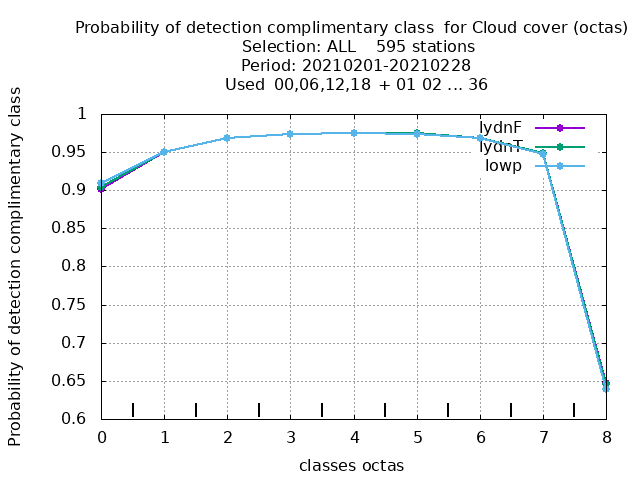 Probability of detection complimentary class  for Cloud cover (octas)
Selection: ALL    595 stations
Period: 20210201-20210228
Used  00,06,12,18  + 01 02 ... 36
Probability of detection complimentary class
1
0.95
0.9
0.85
0.8
0.75
0.7
0.65
0.6
lydnF
lydnT
lowp
0 1 2 3 4 5 6 7 8
classes octas